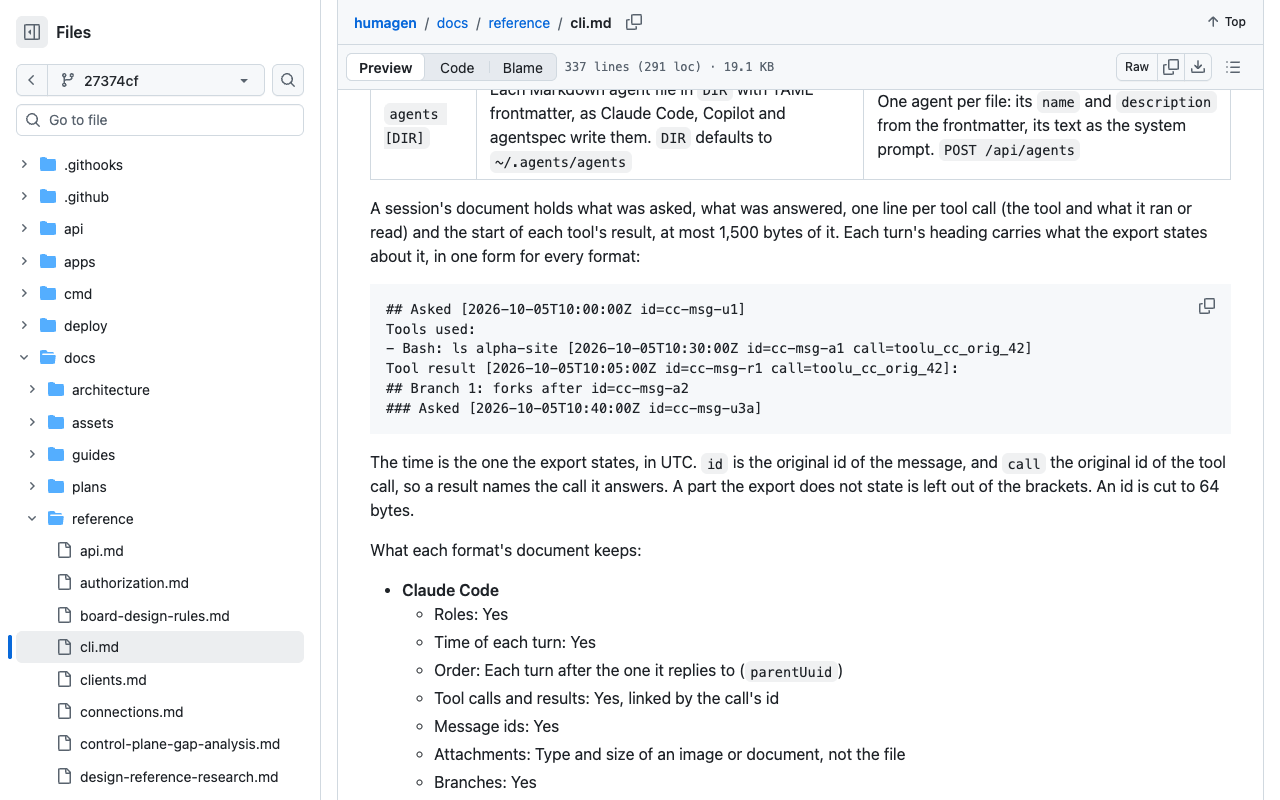 Files
27374cf
Go to file
.githooks
.github
api
apps
cmd
deploy
docs
architecture
assets
guides
plans
reference
api.md
authorization.md
board-design-rules.md
cli.md
clients.md
connections.md
control-plane-gap-analysis.md
design-reference-research.md
humagen / docs / reference / cli.md
Top
Preview Code Blame 337 lines (291 loc) · 19.1 KB
Raw
agents [DIR]
Each Markdown agent file in DIR with YAML
frontmatter, as Claude Code, Copilot and
agentspec write them. DIR defaults to
~/.agents/agents
One agent per file: its name and description
from the frontmatter, its text as the system
prompt. POST /api/agents
A session's document holds what was asked, what was answered, one line per tool call (the tool and what it ran or
read) and the start of each tool's result, at most 1,500 bytes of it. Each turn's heading carries what the export states
about it, in one form for every format:
## Asked [2026-10-05T10:00:00Z id=cc-msg-u1]
Tools used:
- Bash: ls alpha-site [2026-10-05T10:30:00Z id=cc-msg-a1 call=toolu_cc_orig_42]
Tool result [2026-10-05T10:05:00Z id=cc-msg-r1 call=toolu_cc_orig_42]:
## Branch 1: forks after id=cc-msg-a2
### Asked [2026-10-05T10:40:00Z id=cc-msg-u3a]
The time is the one the export states, in UTC. id is the original id of the message, and call the original id of the tool
call, so a result names the call it answers. A part the export does not state is left out of the brackets. An id is cut to 64
bytes.
What each format's document keeps:
• Claude Code
◦ Roles: Yes
◦ Time of each turn: Yes
◦ Order: Each turn after the one it replies to (parentUuid)
◦ Tool calls and results: Yes, linked by the call's id
◦ Message ids: Yes
◦ Attachments: Type and size of an image or document, not the file
◦ Branches: Yes